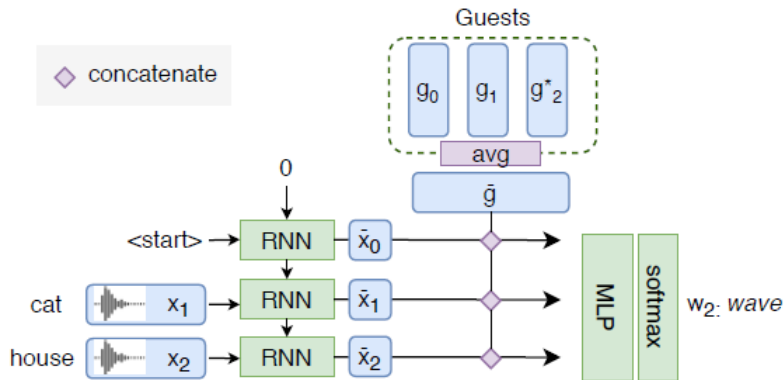 Guests
concatenate
g₀ g₁ g*₂
avg
0
ḡ
<start> RNN x̄₀
cat x₁ RNN x̄₁
house x₂ RNN x̄₂
MLP
softmax
w₂: wave